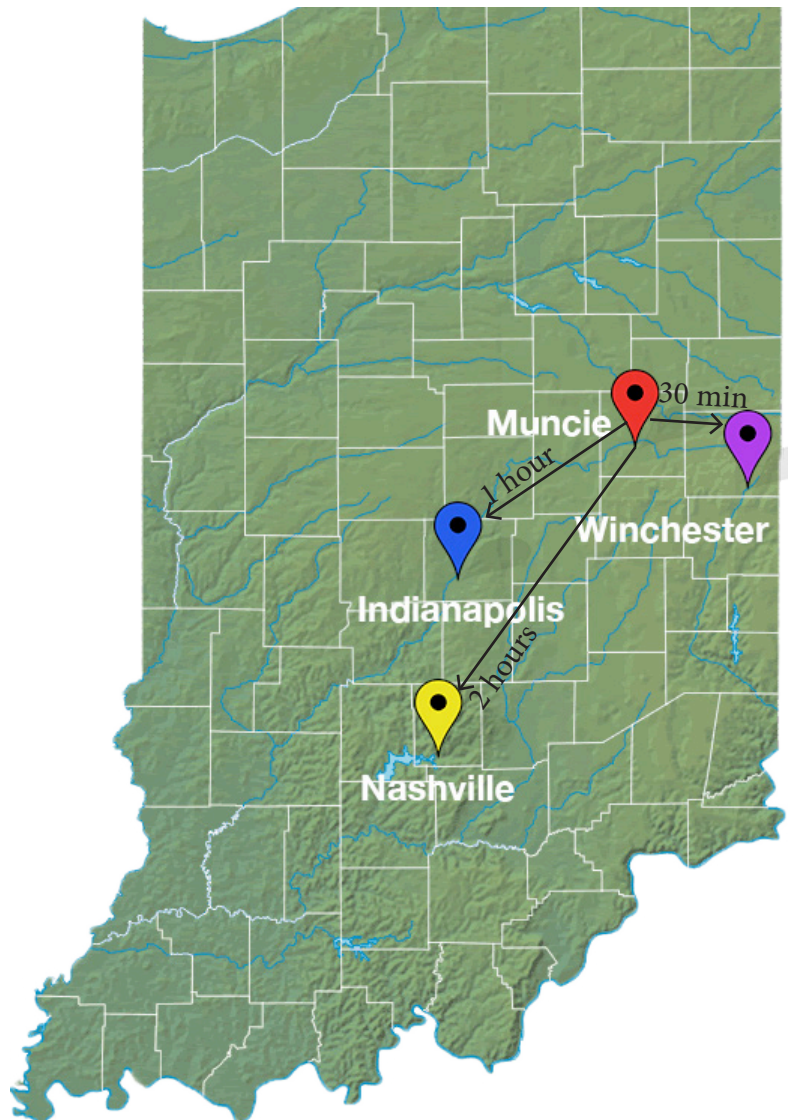 30 min
Muncie
1 hour
Winchester
Indianapolis
2 hours
Nashville